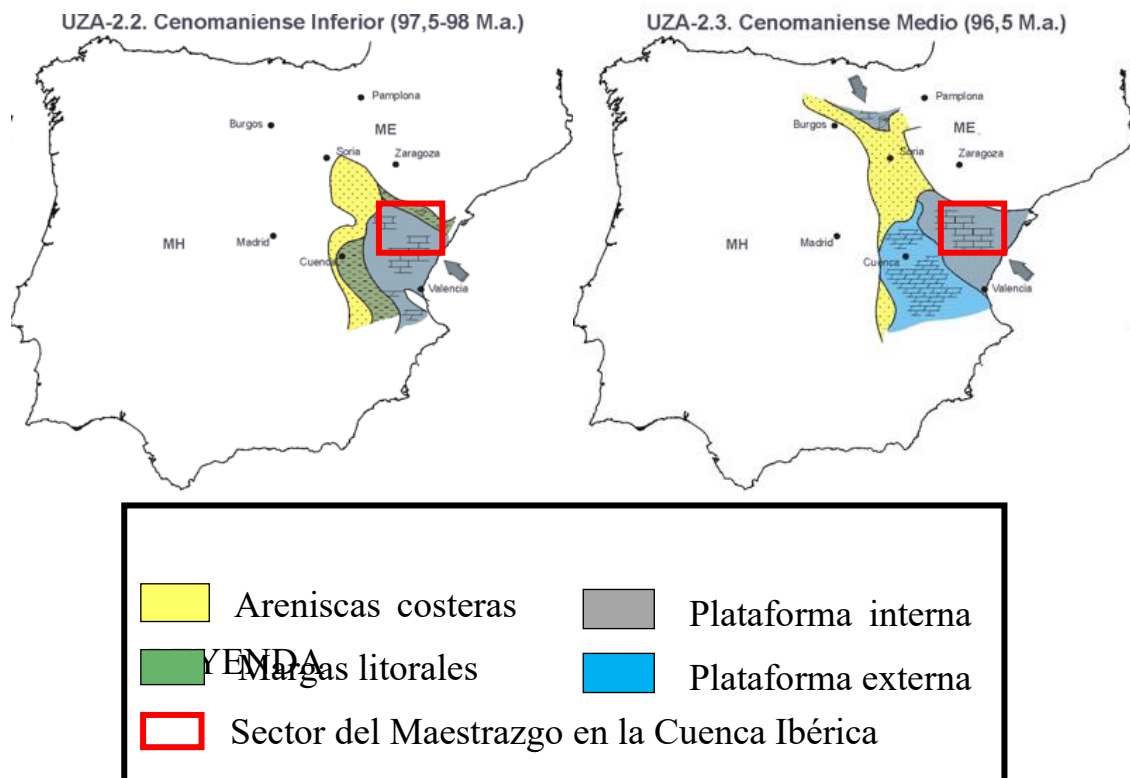 UZA-2.2. Cenomaniense Inferior (97,5-98 M.a.)
Pamplona
Burgos
ME
Soria
Zaragoza
MH
Madrid
Cuenca
Valencia
UZA-2.3. Cenomaniense Medio (96,5 M.a.)
Pamplona
Burgos
ME
Soria
Zaragoza
MH
Madrid
Cuenca
Valencia
Areniscas costeras
Plataforma interna
YENDA
Margas litorales
Plataforma externa
Sector del Maestrazgo en la Cuenca Ibérica